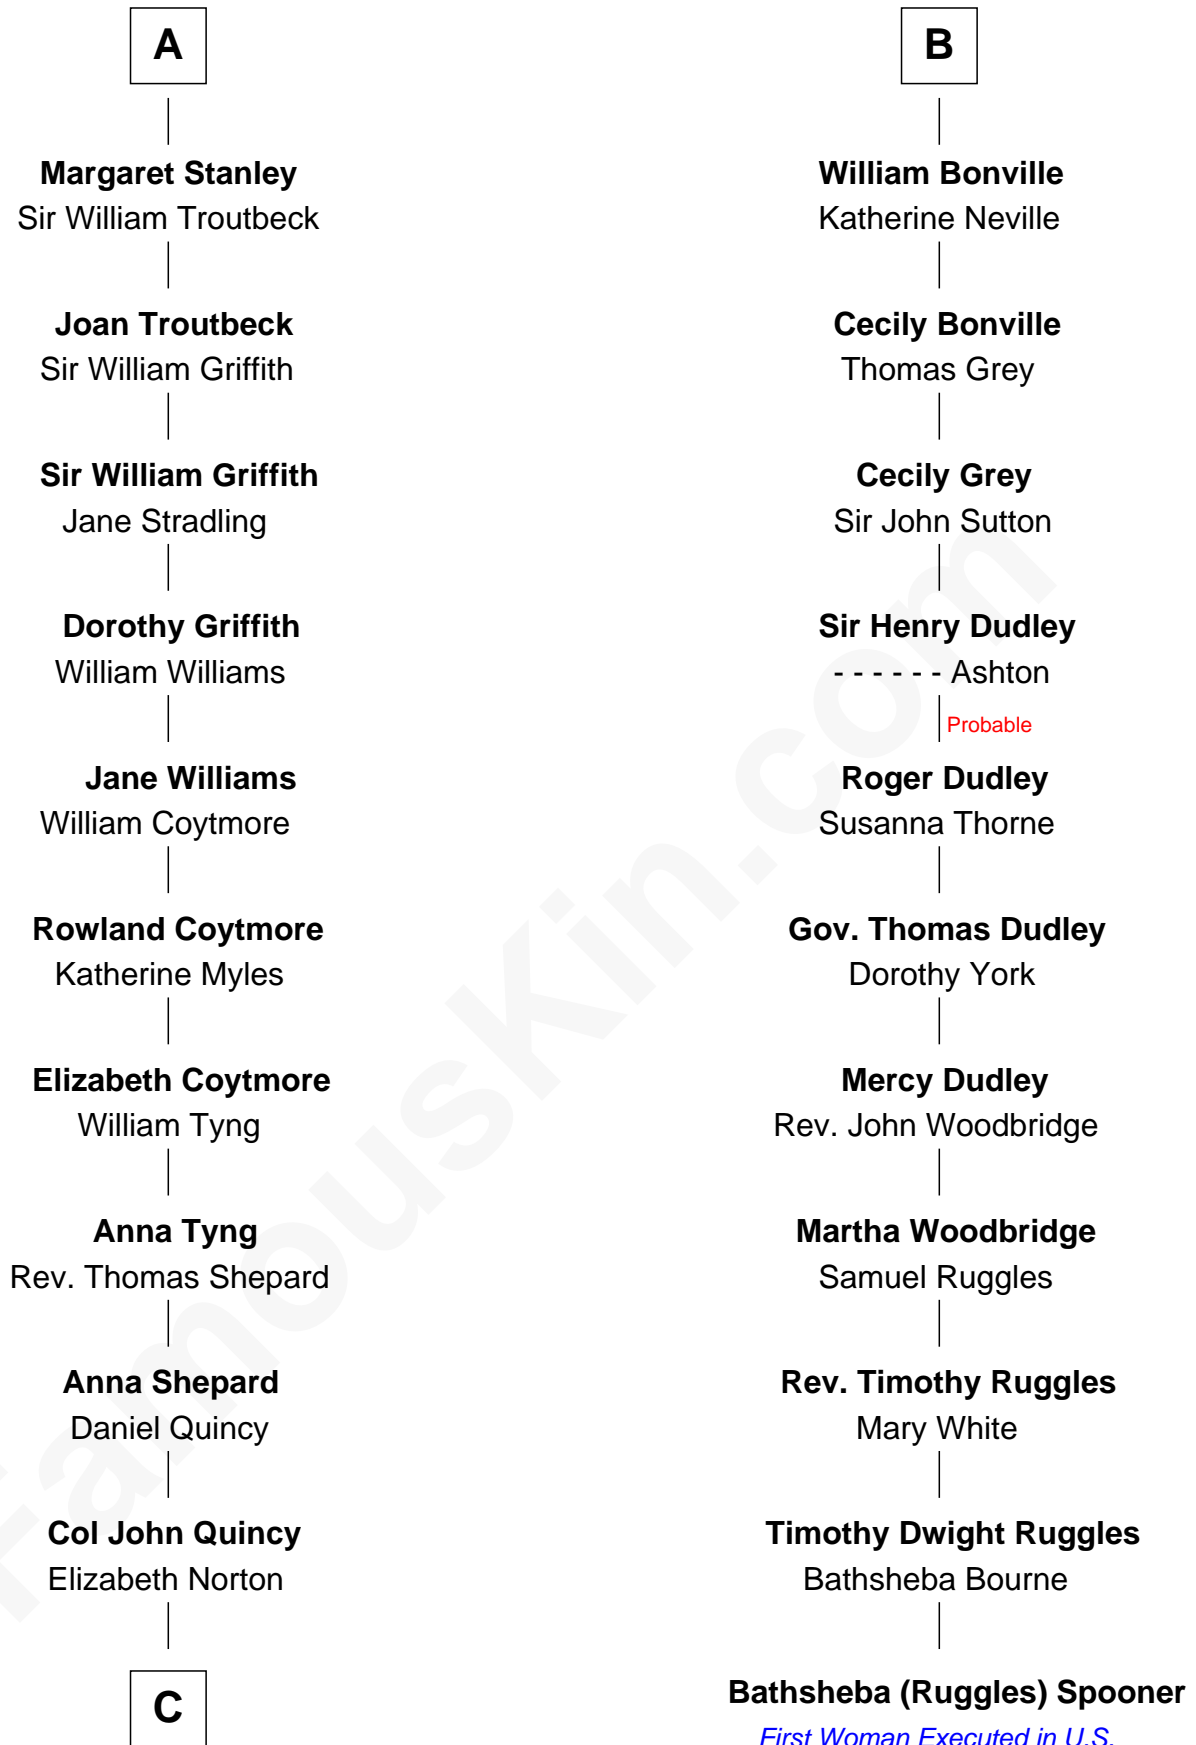 A
Margaret Stanley
Sir William Troutbeck
Joan Troutbeck
Sir William Griffith
Sir William Griffith
Jane Stradling
Dorothy Griffith
William Williams
Jane Williams
William Coytmore
Rowland Coytmore
Katherine Myles
Elizabeth Coytmore
William Tyng
Anna Tyng
Rev. Thomas Shepard
Anna Shepard
Daniel Quincy
Col John Quincy
Elizabeth Norton
C
B
William Bonville
Katherine Neville
Cecily Bonville
Thomas Grey
Cecily Grey
Sir John Sutton
Sir Henry Dudley
- - - - - - Ashton
Probable
Roger Dudley
Susanna Thorne
Gov. Thomas Dudley
Dorothy York
Mercy Dudley
Rev. John Woodbridge
Martha Woodbridge
Samuel Ruggles
Rev. Timothy Ruggles
Mary White
Timothy Dwight Ruggles
Bathsheba Bourne
Bathsheba (Ruggles) Spooner
First Woman Executed in U.S.
FamousKin.com